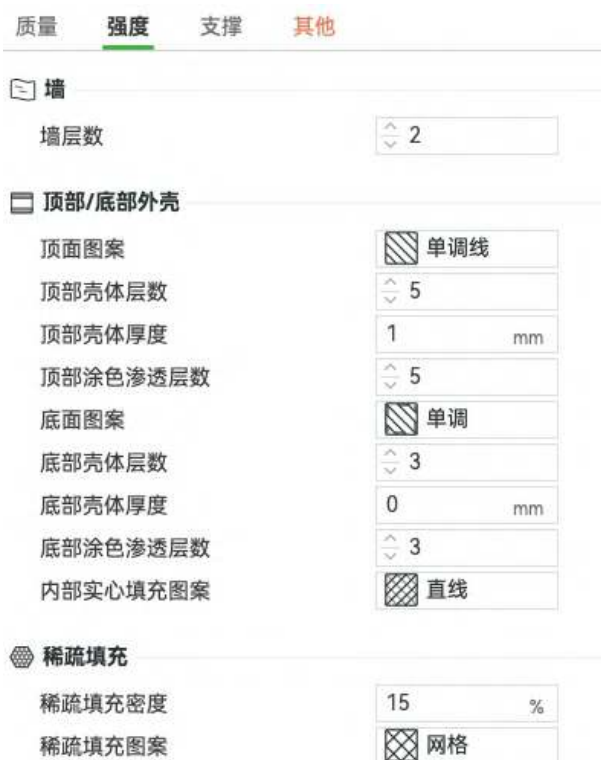 质量 强度 支撑 其他
墙
墙层数 2
顶部/底部外壳
顶面图案 单调线
顶部壳体层数 5
顶部壳体厚度 1 mm
顶部涂色渗透层数 5
底面图案 单调
底部壳体层数 3
底部壳体厚度 0 mm
底部涂色渗透层数 3
内部实心填充图案 直线
稀疏填充
稀疏填充密度 15 %
稀疏填充图案 网格